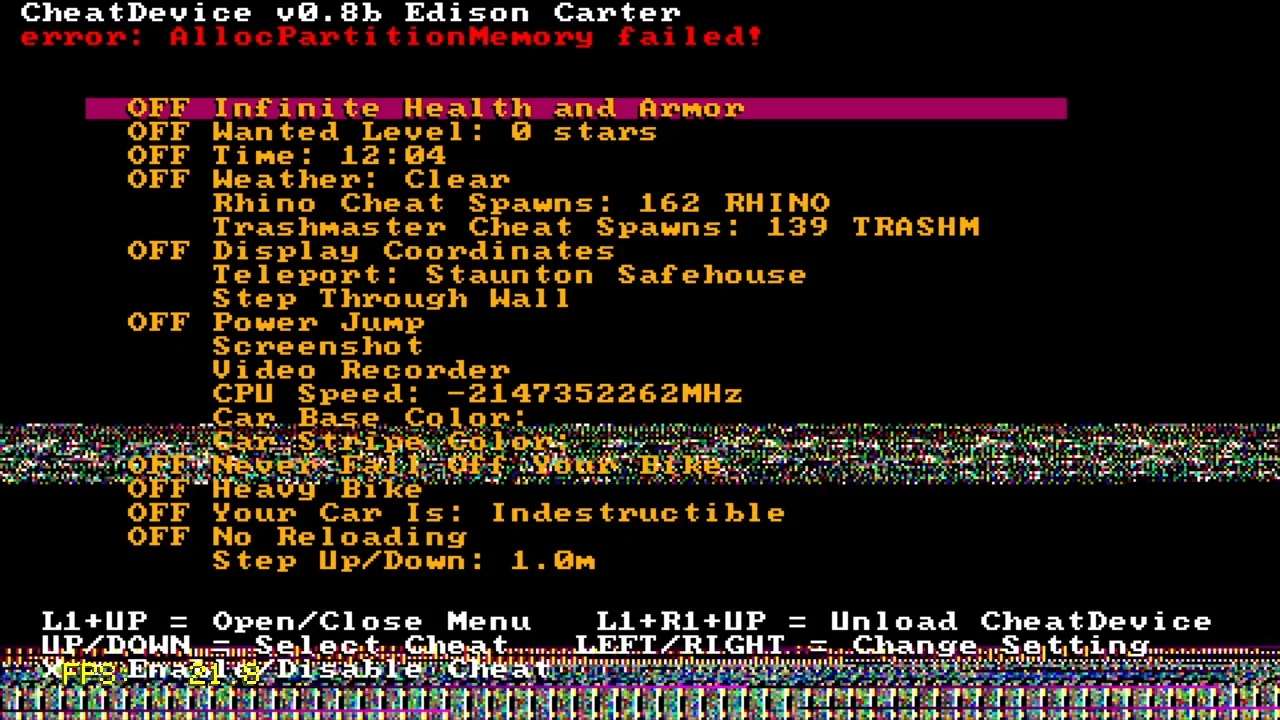 CheatDevice v0.8b Edison Carter
error: AllocPartitionMemory failed!
OFF Infinite Health and Armor
OFF Wanted Level: 0 stars
OFF Time: 12:04
OFF Weather: Clear
Rhino Cheat Spawns: 162 RHINO
Trashmaster Cheat Spawns: 139 TRASHM
OFF Display Coordinates
Teleport: Staunton Safehouse
Step Through Wall
OFF Power Jump
Screenshot
Video Recorder
CPU Speed: -2147352262MHz
Car Base Color:
Car Stripe Color:
OFF Never Fall Off Your Bike
OFF Heavy Bike
OFF Your Car Is: Indestructible
OFF No Reloading
Step Up/Down: 1.0m
L1+UP = Open/Close Menu L1+R1+UP = Unload CheatDevice
UP/DOWN = Select Cheat LEFT/RIGHT = Change Setting
X Enable/Disable Cheat
FPS: